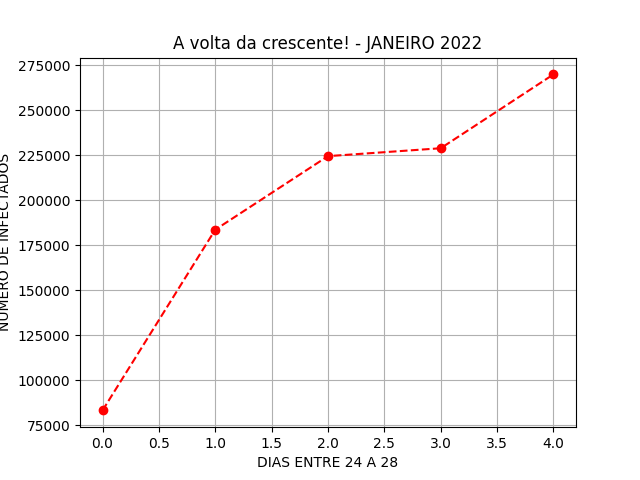 A volta da crescente! - JANEIRO 2022
275000
250000
225000
200000
175000
150000
125000
100000
75000
NÚMERO DE INFECTADOS
0.0 0.5 1.0 1.5 2.0 2.5 3.0 3.5 4.0
DIAS ENTRE 24 A 28